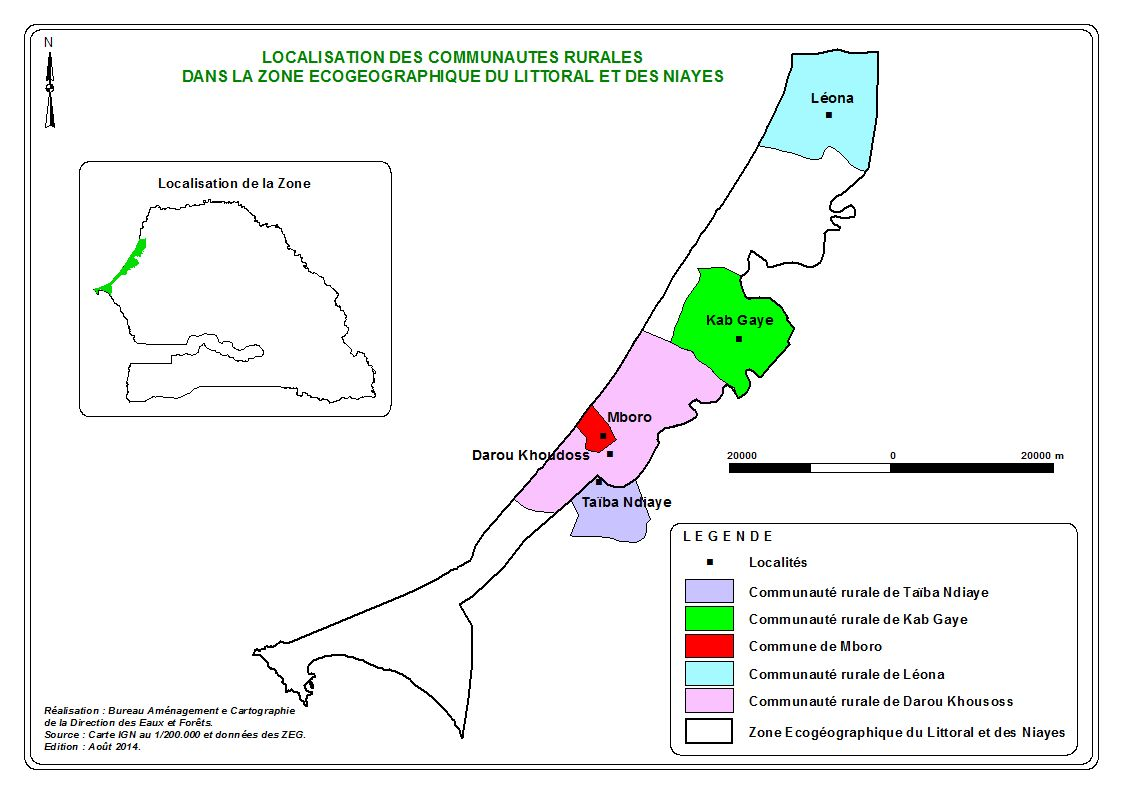 N
LOCALISATION DES COMMUNAUTES RURALES
DANS LA ZONE ECOGEOGRAPHIQUE DU LITTORAL ET DES NIAYES
Localisation de la Zone
Léona
Kab Gaye
Mboro
Darou Khoudoss
Taïba Ndiaye
20000 0 20000 m
LEGENDE
Localités
Communauté rurale de Taïba Ndiaye
Communauté rurale de Kab Gaye
Commune de Mboro
Communauté rurale de Léona
Communauté rurale de Darou Khousoss
Zone Ecogéographique du Littoral et des Niayes
Réalisation : Bureau Aménagement e Cartographie
de la Direction des Eaux et Forêts.
Source : Carte IGN au 1/200.000 et données des ZEG.
Edition : Août 2014.